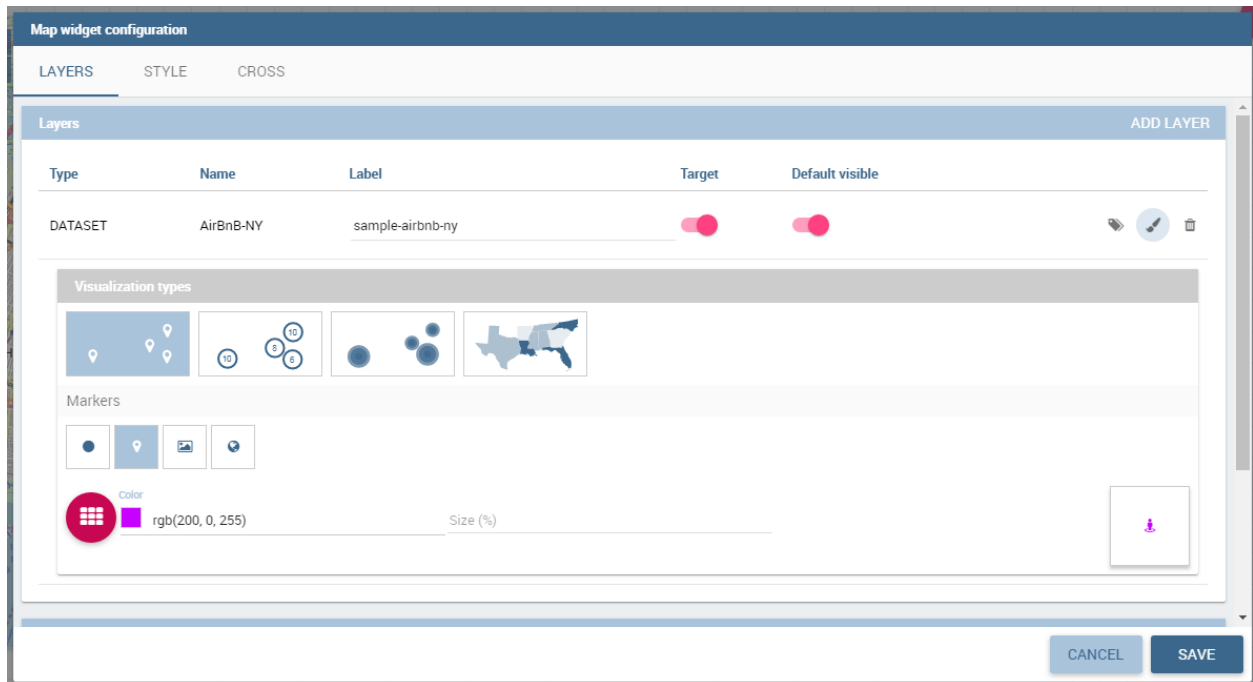 Map widget configuration
LAYERS STYLE CROSS
Layers ADD LAYER
Type Name Label Target Default visible
DATASET AirBnB-NY sample-airbnb-ny
Visualization types
10
10 8 6
Markers
Color
rgb(200, 0, 255) Size (%)
CANCEL SAVE